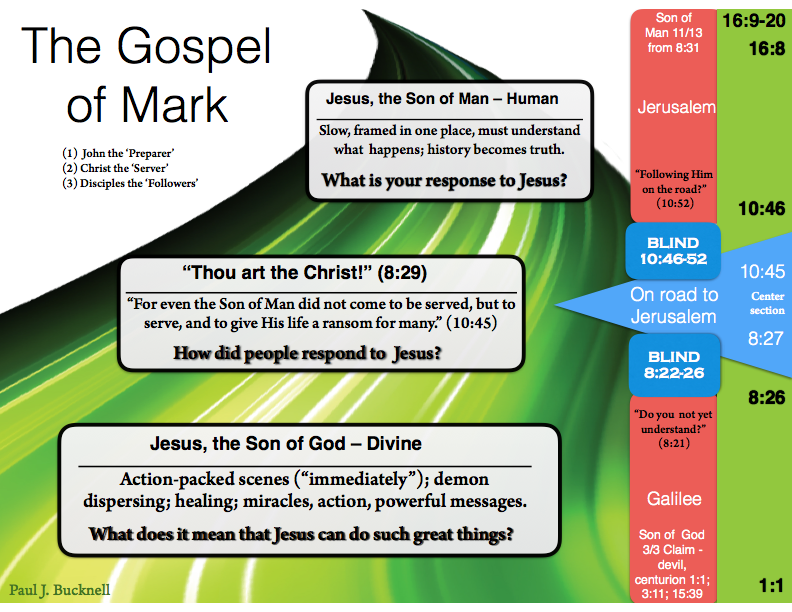 The Gospel
of Mark
(1) John the ‘Preparer’
(2) Christ the ‘Server’
(3) Disciples the ‘Followers’
Jesus, the Son of Man – Human
Slow, framed in one place, must understand
what happens; history becomes truth.
What is your response to Jesus?
“Thou art the Christ!” (8:29)
“For even the Son of Man did not come to be served, but to
serve, and to give His life a ransom for many.” (10:45)
How did people respond to Jesus?
Jesus, the Son of God – Divine
Action-packed scenes (“immediately”); demon
dispersing; healing; miracles, action, powerful messages.
What does it mean that Jesus can do such great things?
Paul J. Bucknell
Son of
Man 11/13
from 8:31
Jerusalem
“Following Him
on the road?”
(10:52)
BLIND
10:46-52
On road to
Jerusalem
BLIND
8:22-26
“Do you not yet
understand?”
(8:21)
Galilee
Son of God
3/3 Claim -
devil,
centurion 1:1;
3:11; 15:39
16:9-20
16:8
10:46
10:45
Center
section
8:27
8:26
1:1